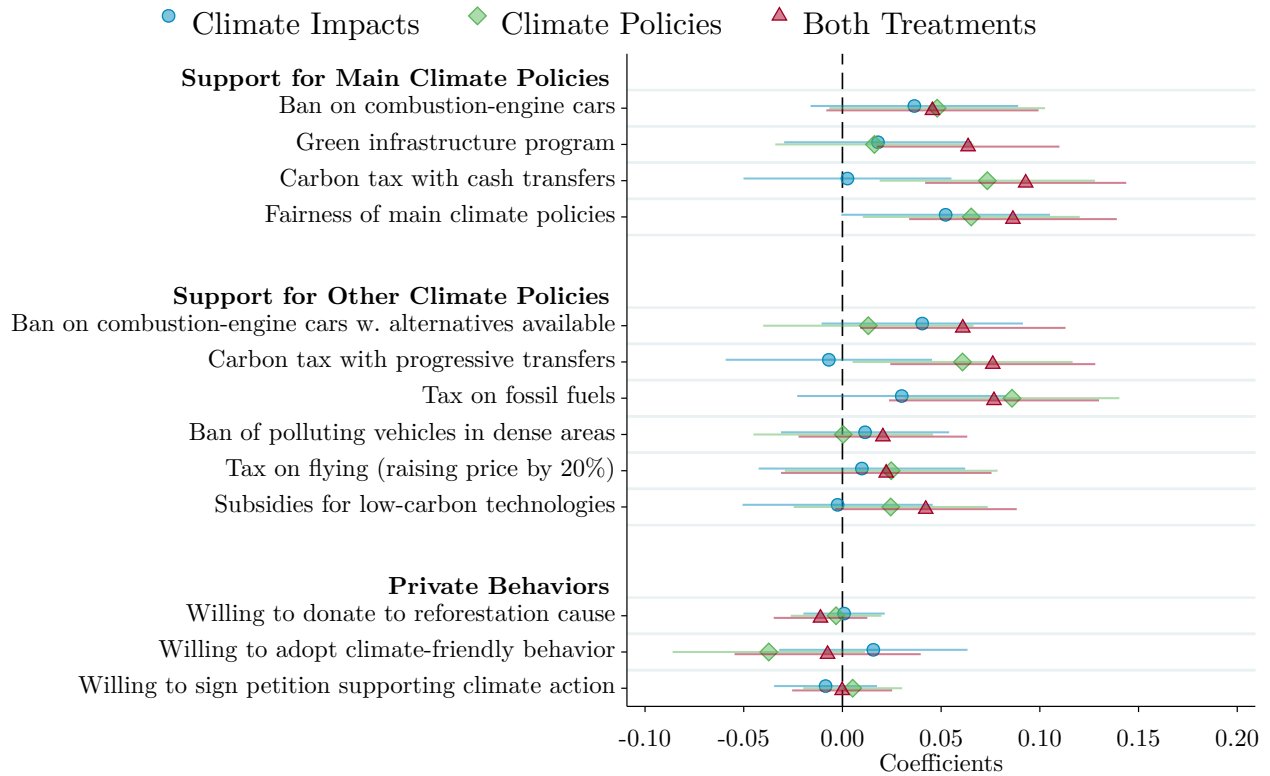 Climate Impacts Climate Policies Both Treatments
Support for Main Climate Policies
Ban on combustion-engine cars
Green infrastructure program
Carbon tax with cash transfers
Fairness of main climate policies
Support for Other Climate Policies
Ban on combustion-engine cars w. alternatives available
Carbon tax with progressive transfers
Tax on fossil fuels
Ban of polluting vehicles in dense areas
Tax on flying (raising price by 20%)
Subsidies for low-carbon technologies
Private Behaviors
Willing to donate to reforestation cause
Willing to adopt climate-friendly behavior
Willing to sign petition supporting climate action
-0.10 -0.05 0.00 0.05 0.10 0.15 0.20
Coefficients